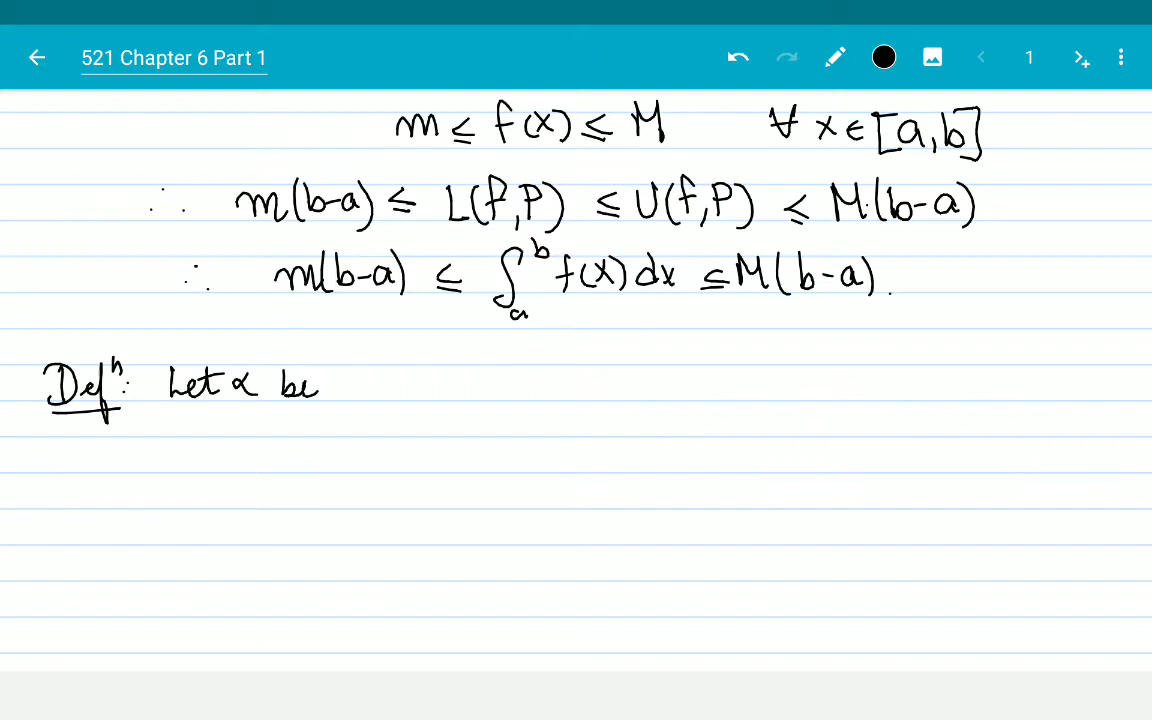 521 Chapter 6 Part 1
1
m ≤ f(x) ≤ M ∀ x ∈ [a,b]
∴ m(b-a) ≤ L(f,P) ≤ U(f,P) ≤ M·(b-a)
∴ m(b-a) ≤ ∫_a^b f(x) dx ≤ M(b-a).
Defⁿ: Let α be